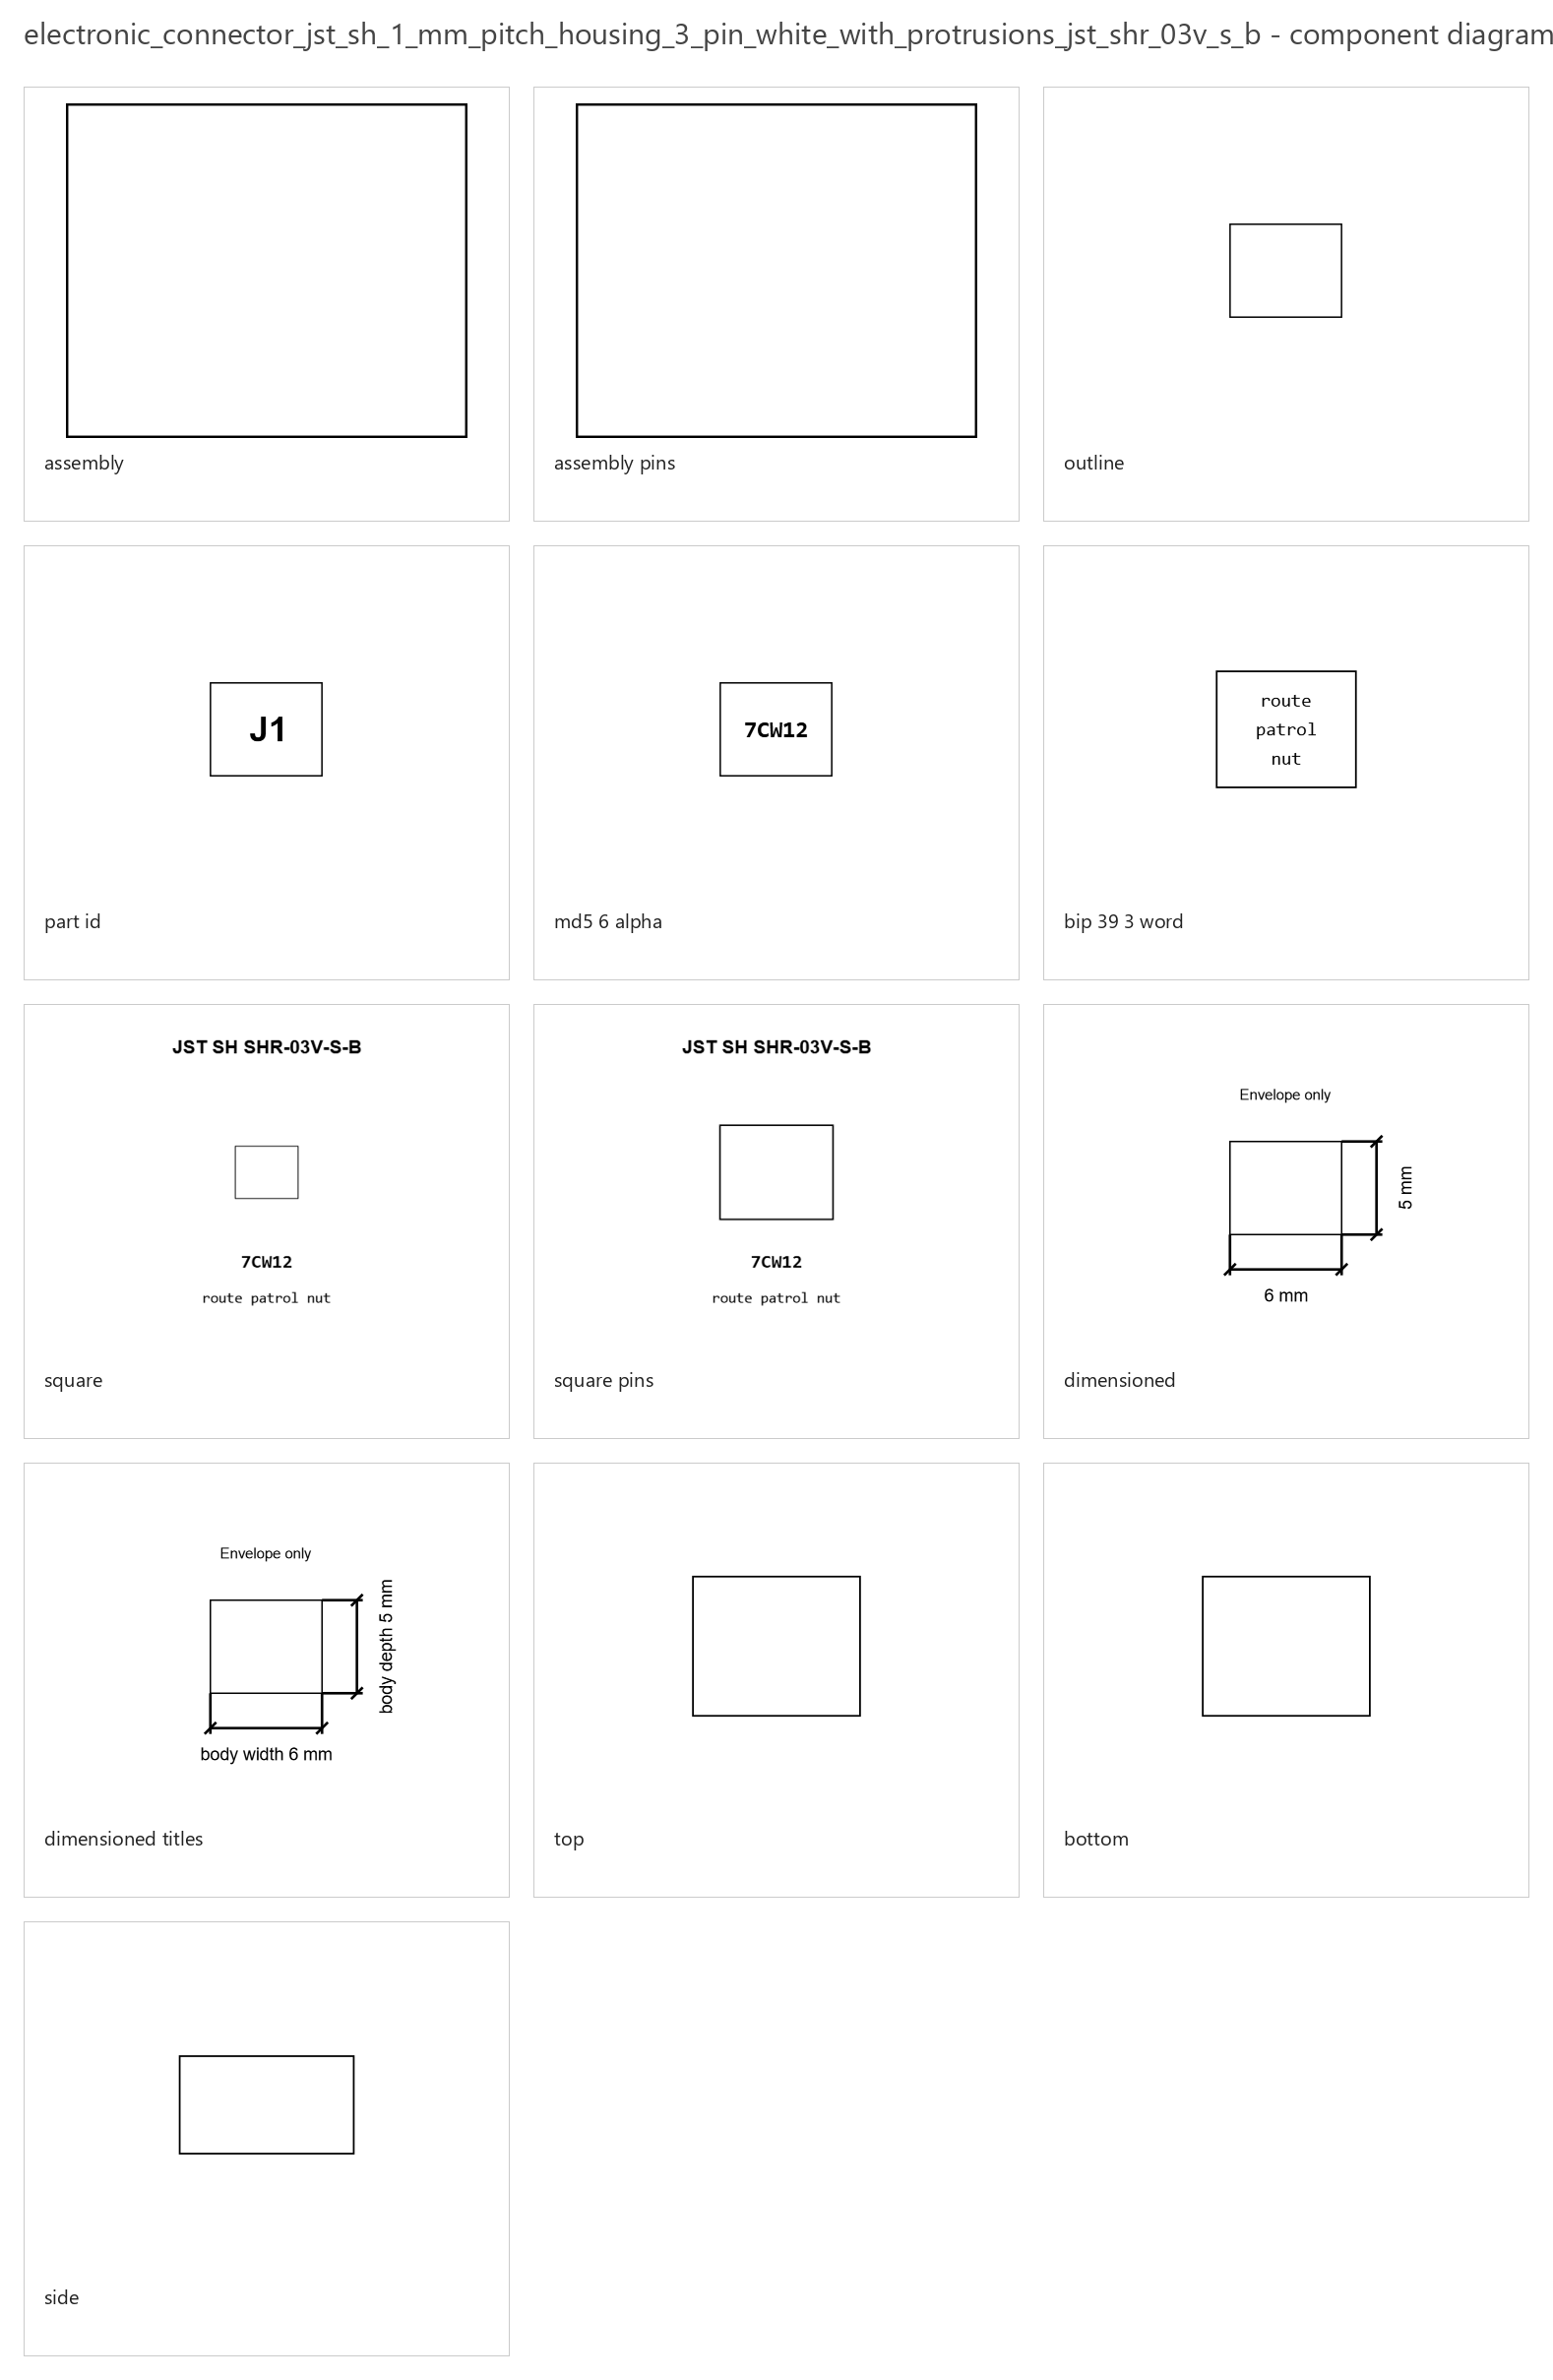 electronic_connector_jst_sh_1_mm_pitch_housing_3_pin_white_with_protrusions_jst_shr_03v_s_b - component diagram
assembly
assembly pins
outline
J1
part id
7CW12
md5 6 alpha
route
patrol
nut
bip 39 3 word
JST SH SHR-03V-S-B
7CW12
route patrol nut
square
JST SH SHR-03V-S-B
7CW12
route patrol nut
square pins
Envelope only
5 mm
6 mm
dimensioned
Envelope only
body depth 5 mm
body width 6 mm
dimensioned titles
top
bottom
side